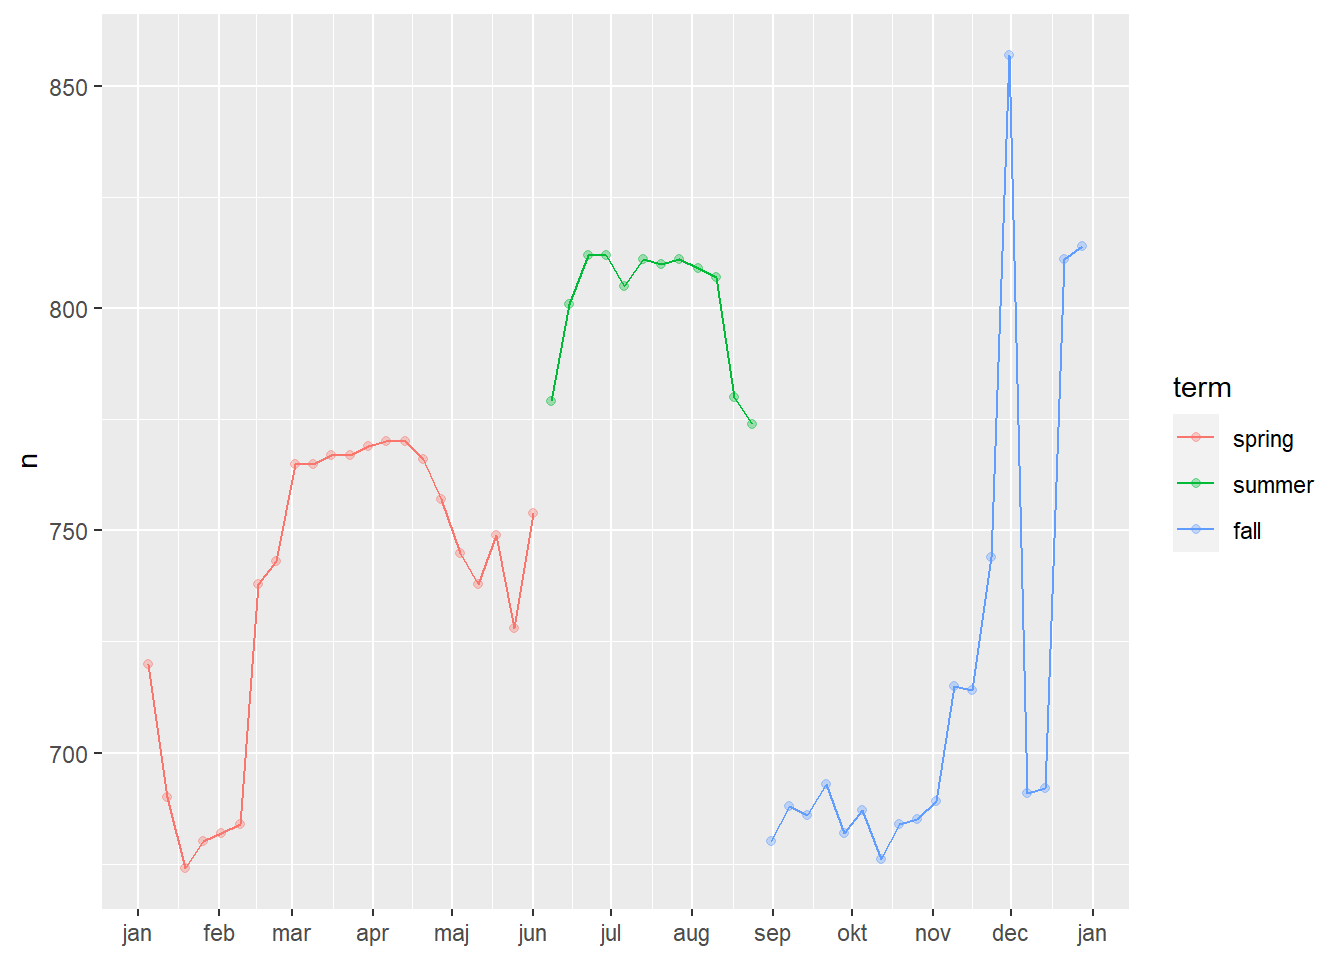 850
800
750
700
n
jan feb mar apr maj jun jul aug sep okt nov dec jan
term
spring
summer
fall